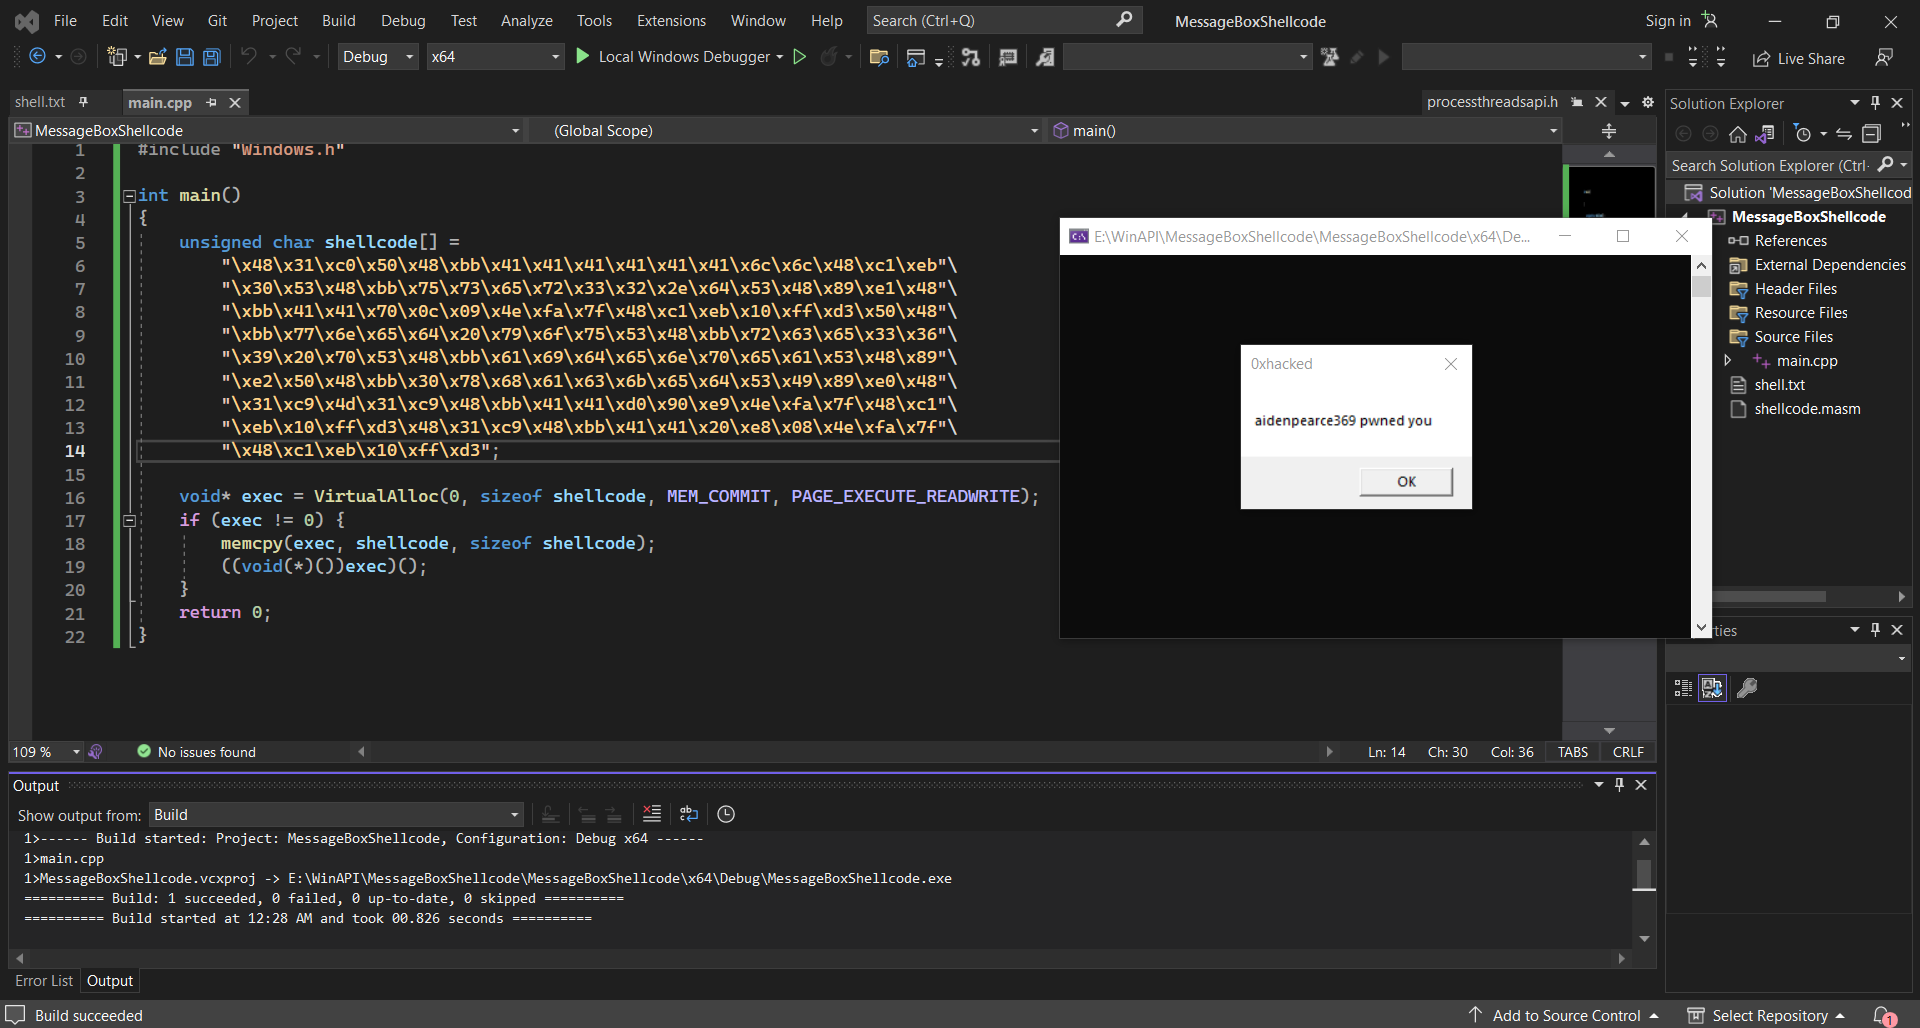 File Edit View Git Project Build Debug Test Analyze Tools Extensions Window Help Search (Ctrl+Q) MessageBoxShellcode Sign in
Debug x64 Local Windows Debugger Live Share
shell.txt main.cpp processthreadsapi.h
MessageBoxShellcode (Global Scope) main()
1 #include "Windows.h"
2
3 int main()
4 {
5 unsigned char shellcode[] =
6 "\x48\x31\xc0\x50\x48\xbb\x41\x41\x41\x41\x41\x41\x6c\x6c\x48\xc1\xeb"\
7 "\x30\x53\x48\xbb\x75\x73\x65\x72\x33\x32\x2e\x64\x53\x48\x89\xe1\x48"\
8 "\xbb\x41\x41\x70\x0c\x09\x4e\xfa\x7f\x48\xc1\xeb\x10\xff\xd3\x50\x48"\
9 "\xbb\x77\x6e\x65\x64\x20\x79\x6f\x75\x53\x48\xbb\x72\x63\x65\x33\x36"\
10 "\x39\x20\x70\x53\x48\xbb\x61\x69\x64\x65\x6e\x70\x65\x61\x53\x48\x89"\
11 "\xe2\x50\x48\xbb\x30\x78\x68\x61\x63\x6b\x65\x64\x53\x49\x89\xe0\x48"\
12 "\x31\xc9\x4d\x31\xc9\x48\xbb\x41\x41\xd0\x90\xe9\x4e\xfa\x7f\x48\xc1"\
13 "\xeb\x10\xff\xd3\x48\x31\xc9\x48\xbb\x41\x41\x20\xe8\x08\x4e\xfa\x7f"\
14 "\x48\xc1\xeb\x10\xff\xd3";
15
16 void* exec = VirtualAlloc(0, sizeof shellcode, MEM_COMMIT, PAGE_EXECUTE_READWRITE);
17 if (exec != 0) {
18 memcpy(exec, shellcode, sizeof shellcode);
19 ((void(*)())exec)();
20 }
21 return 0;
22 }
E:\WinAPI\MessageBoxShellcode\MessageBoxShellcode\x64\De...
0xhacked
aidenpearce369 pwned you
OK
Solution Explorer
Search Solution Explorer (Ctrl-
Solution 'MessageBoxShellcod
MessageBoxShellcode
References
External Dependencies
Header Files
Resource Files
Source Files
main.cpp
shell.txt
shellcode.masm
rties
109 % No issues found Ln: 14 Ch: 30 Col: 36 TABS CRLF
Output
Show output from: Build
1>------ Build started: Project: MessageBoxShellcode, Configuration: Debug x64 ------
1>main.cpp
1>MessageBoxShellcode.vcxproj -> E:\WinAPI\MessageBoxShellcode\MessageBoxShellcode\x64\Debug\MessageBoxShellcode.exe
========== Build: 1 succeeded, 0 failed, 0 up-to-date, 0 skipped ==========
========== Build started at 12:28 AM and took 00.826 seconds ==========
Error List Output
Build succeeded Add to Source Control Select Repository 1